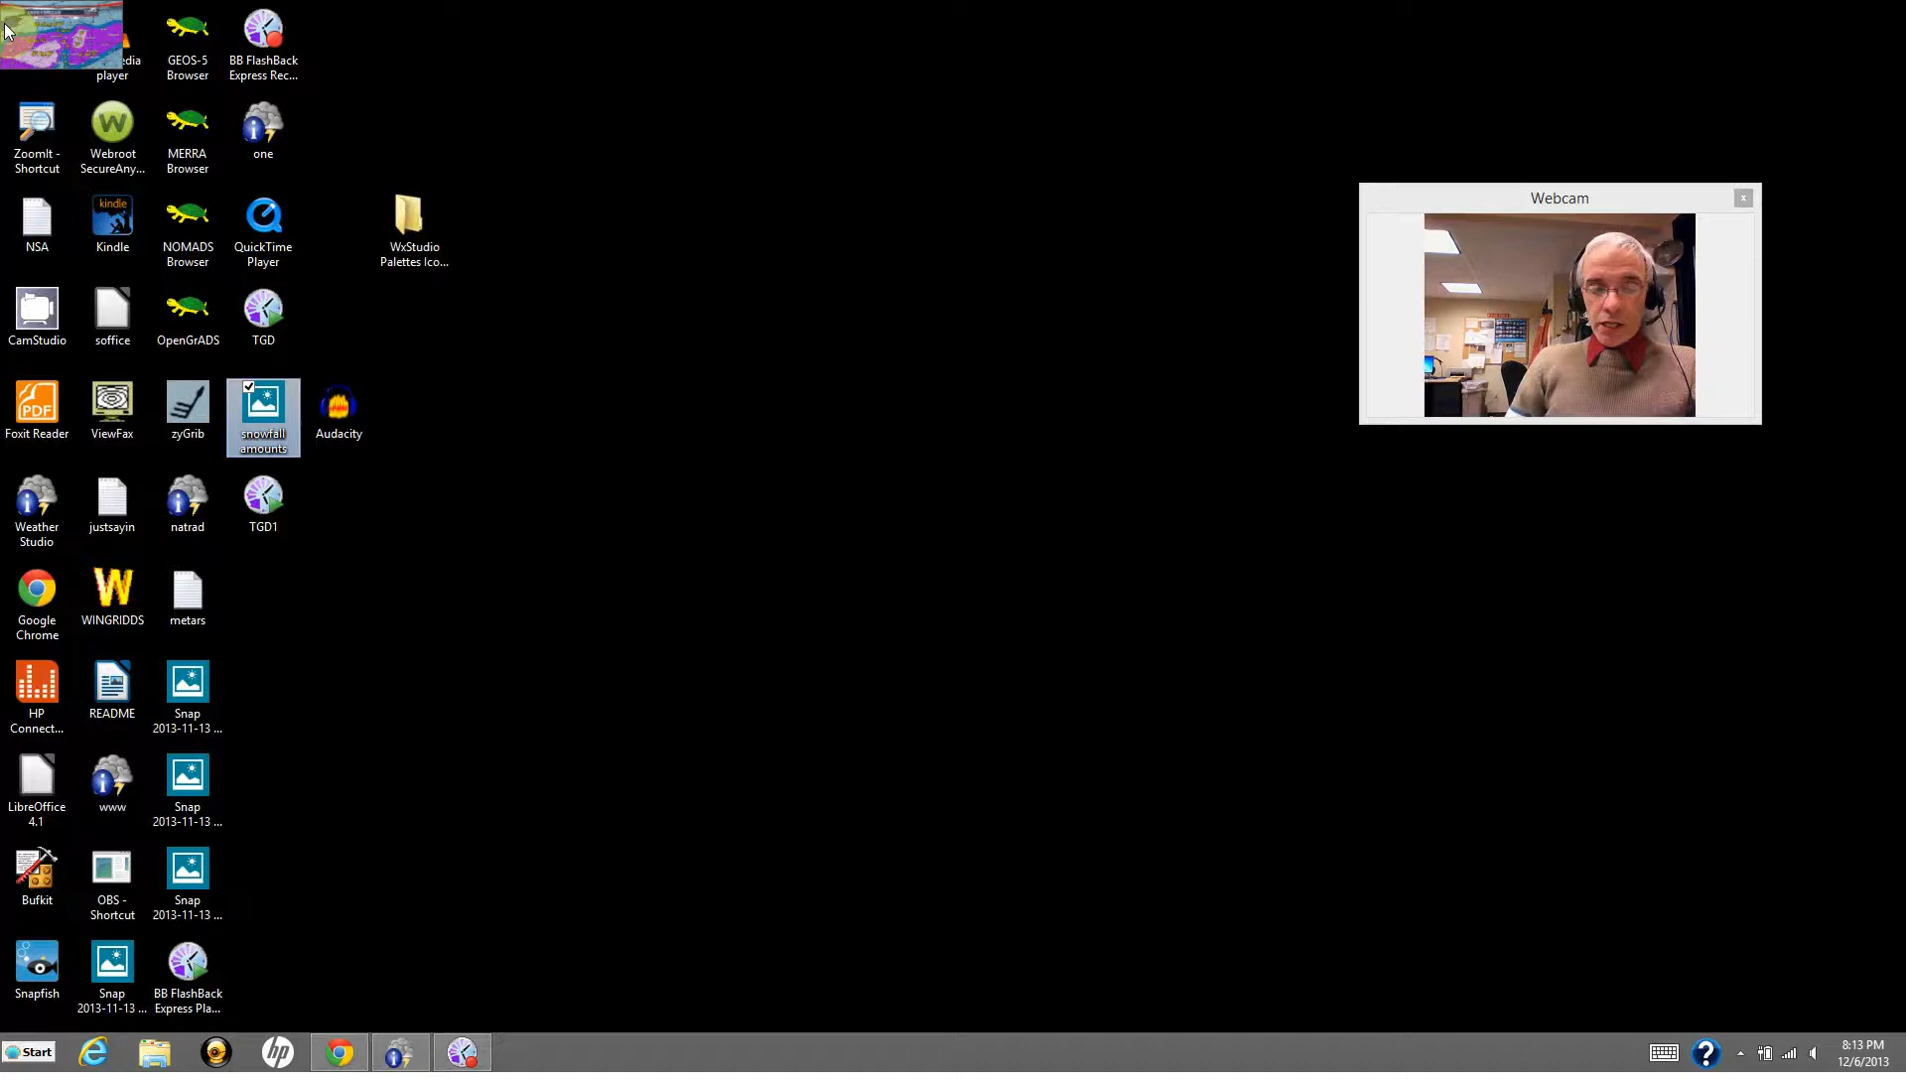 edia
player
GEOS-5
Browser
BB FlashBack
Express Rec...
ZoomIt -
Shortcut
W
Webroot
SecureAny...
MERRA
Browser
one
NSA
kindle
Kindle
NOMADS
Browser
QuickTime
Player
WxStudio
Palettes Ico...
CamStudio
soffice
OpenGrADS
TGD
PDF
Foxit Reader
ViewFax
zyGrib
snowfall
amounts
Audacity
Weather
Studio
justsayin
natrad
TGD1
Google
Chrome
W
WINGRIDDS
metars
HP
Connect...
README
Snap
2013-11-13 ...
LibreOffice
4.1
www
Snap
2013-11-13 ...
Bufkit
OBS -
Shortcut
Snap
2013-11-13 ...
Snapfish
Snap
2013-11-13 ...
BB FlashBack
Express Pla...
Webcam
x
Start
hp
?
8:13 PM
12/6/2013